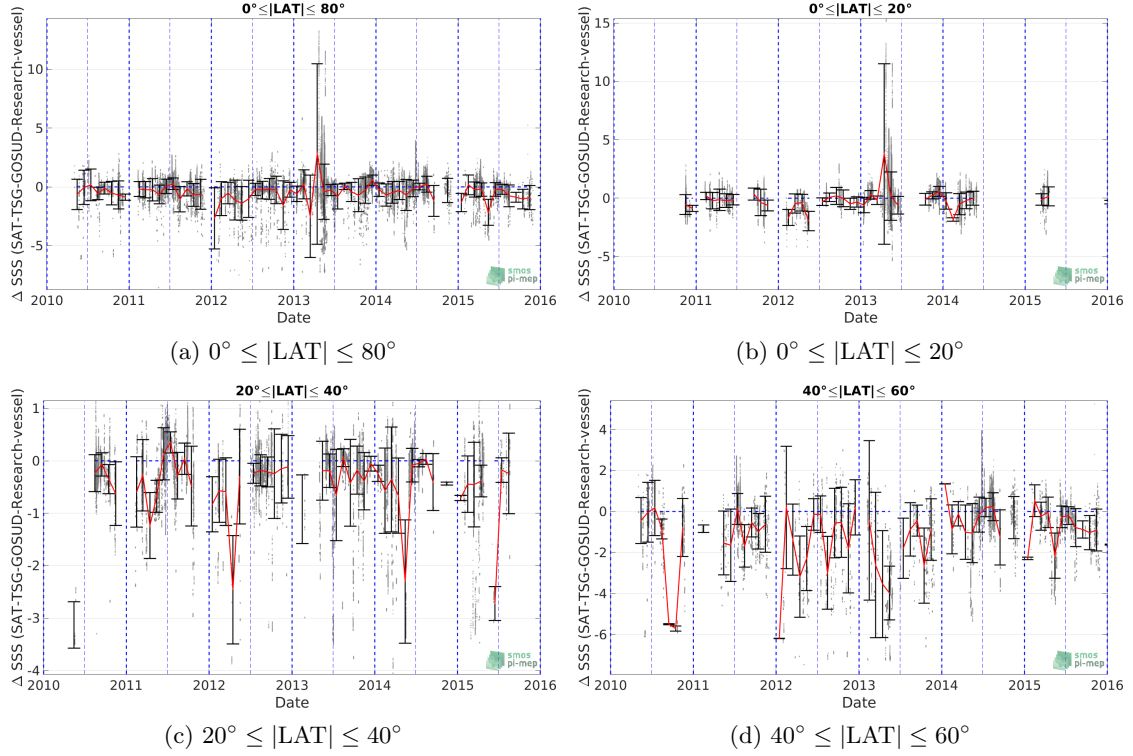 0°≤|LAT|≤ 80°
Δ SSS (SAT-TSG-GOSUD-Research-vessel)
10
5
0
-5
smos
pi-mep
2010 2011 2012 2013 2014 2015 2016
Date
(a) 0° ≤ |LAT| ≤ 80°
0°≤|LAT|≤ 20°
Δ SSS (SAT-TSG-GOSUD-Research-vessel)
15
10
5
0
-5
smos
pi-mep
2010 2011 2012 2013 2014 2015 2016
Date
(b) 0° ≤ |LAT| ≤ 20°
20°≤|LAT|≤ 40°
Δ SSS (SAT-TSG-GOSUD-Research-vessel)
1
0
-1
-2
-3
-4
smos
pi-mep
2010 2011 2012 2013 2014 2015 2016
Date
(c) 20° ≤ |LAT| ≤ 40°
40°≤|LAT|≤ 60°
Δ SSS (SAT-TSG-GOSUD-Research-vessel)
4
2
0
-2
-4
-6
smos
pi-mep
2010 2011 2012 2013 2014 2015 2016
Date
(d) 40° ≤ |LAT| ≤ 60°